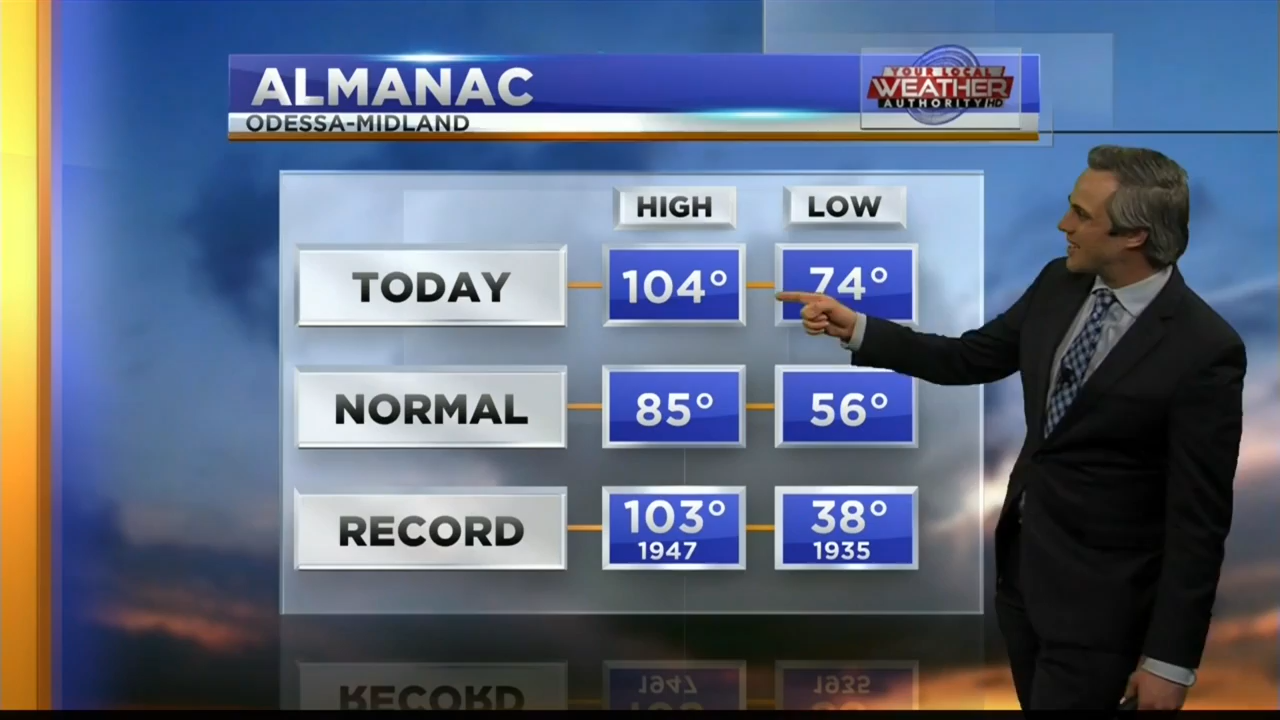 ALMANAC
ODESSA-MIDLAND
YOUR LOCAL
WEATHER
AUTHORITY/HD
HIGH LOW
TODAY 104° 74°
NORMAL 85° 56°
RECORD 103° 38°
1947 1935